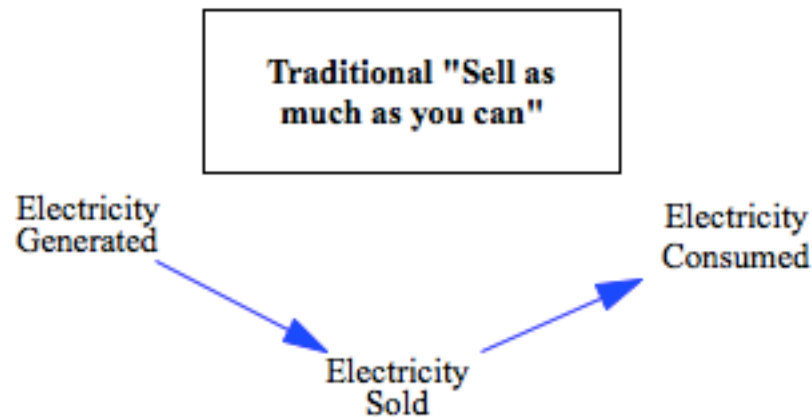 Traditional "Sell as
much as you can"
Electricity
Generated
Electricity
Consumed
Electricity
Sold